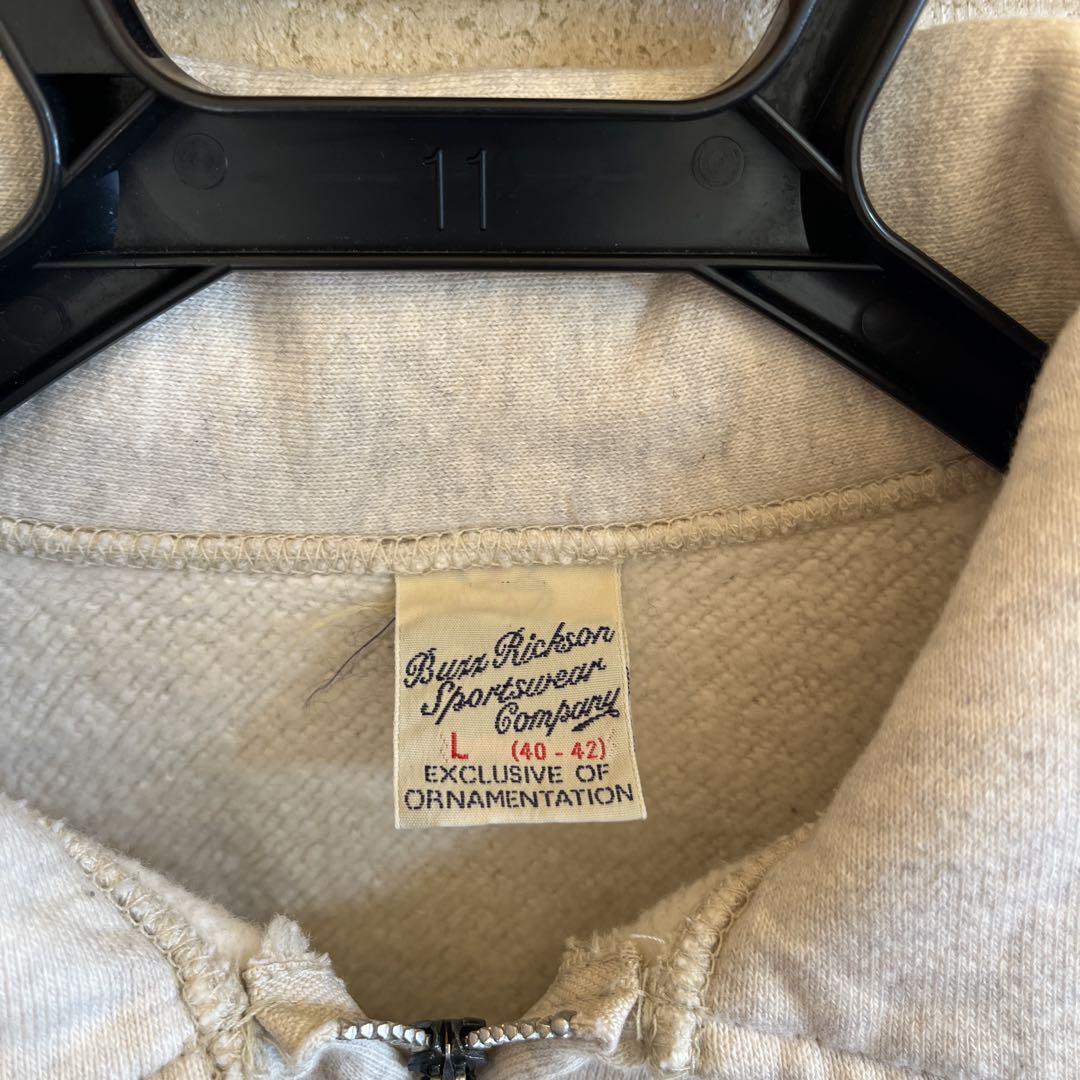 11
Buzz Rickson
Sportswear
Company
L (40 - 42)
EXCLUSIVE OF
ORNAMENTATION